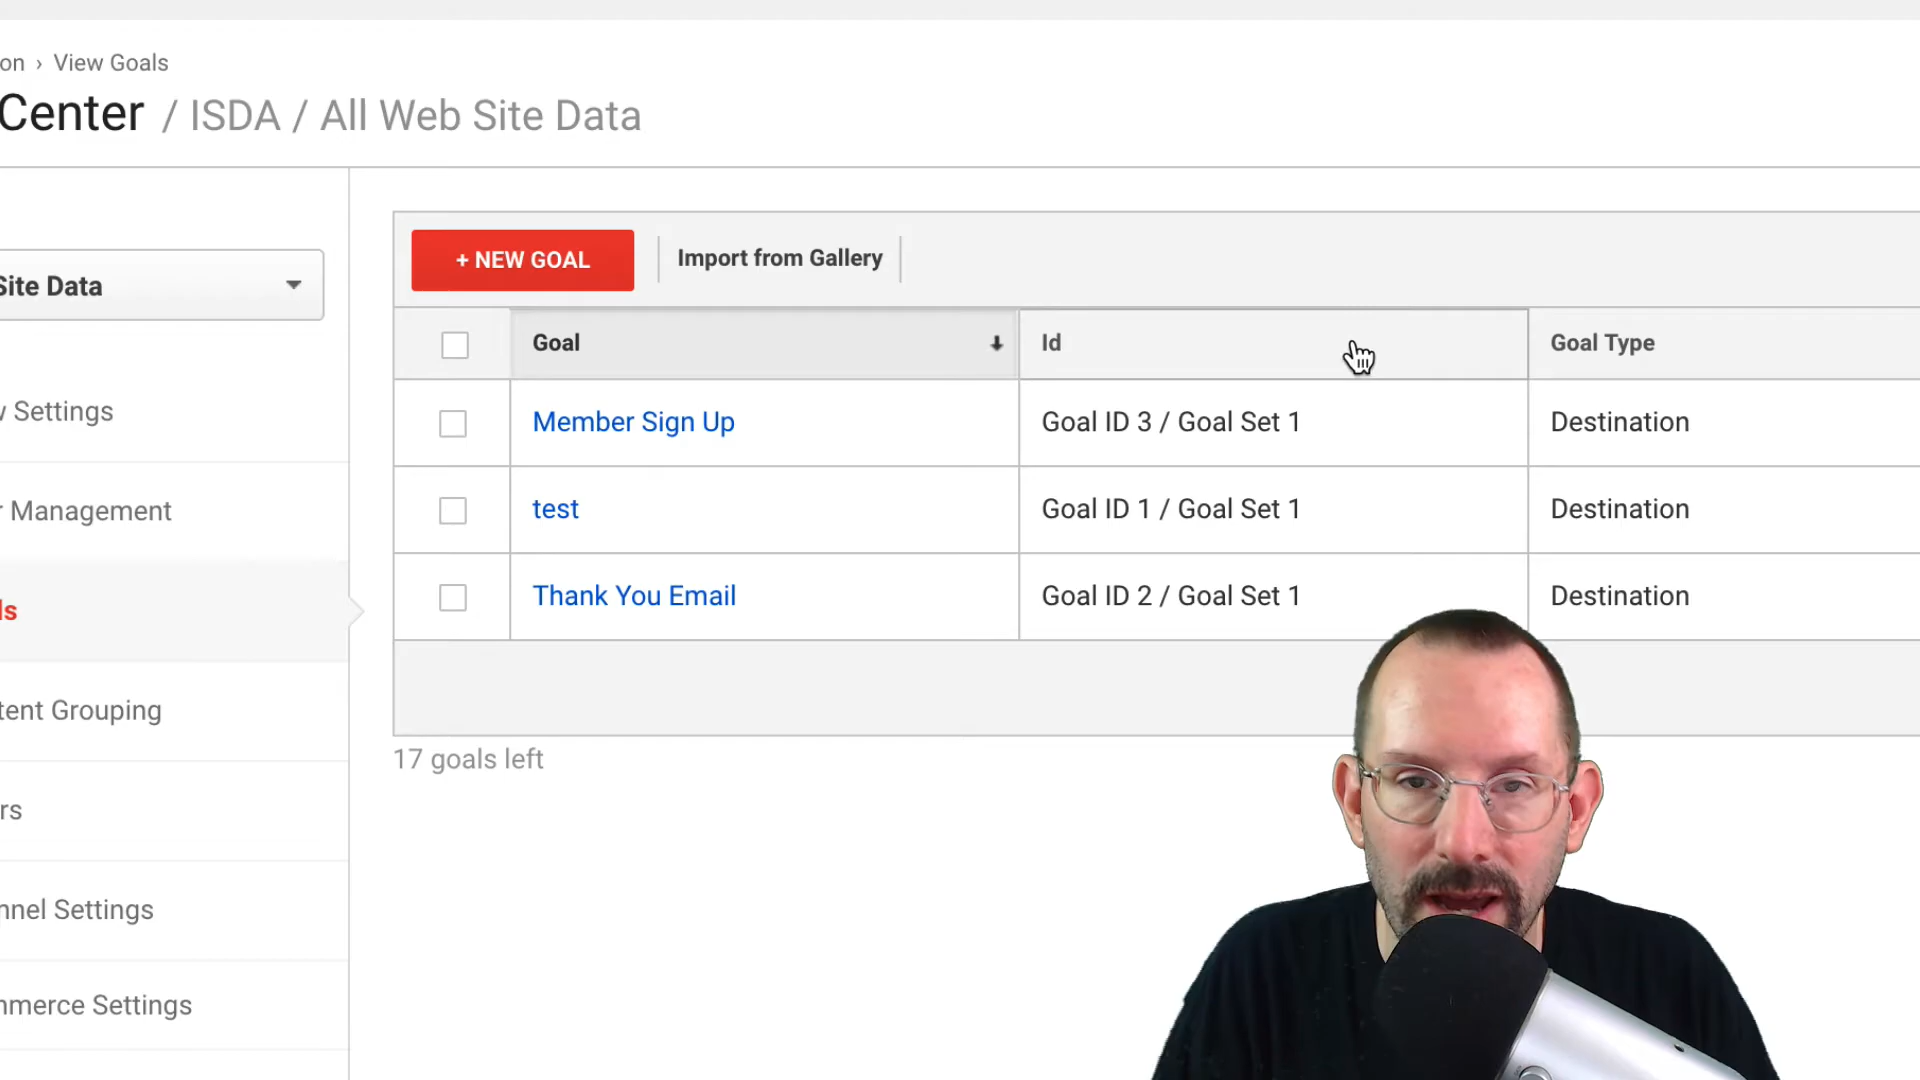 on › View Goals
Center / ISDA / All Web Site Data
Site Data
+ NEW GOAL
Import from Gallery
Goal
Id
Goal Type
Settings
Member Sign Up
Goal ID 3 / Goal Set 1
Destination
Management
test
Goal ID 1 / Goal Set 1
Destination
ls
Thank You Email
Goal ID 2 / Goal Set 1
Destination
tent Grouping
17 goals left
rs
nnel Settings
mmerce Settings